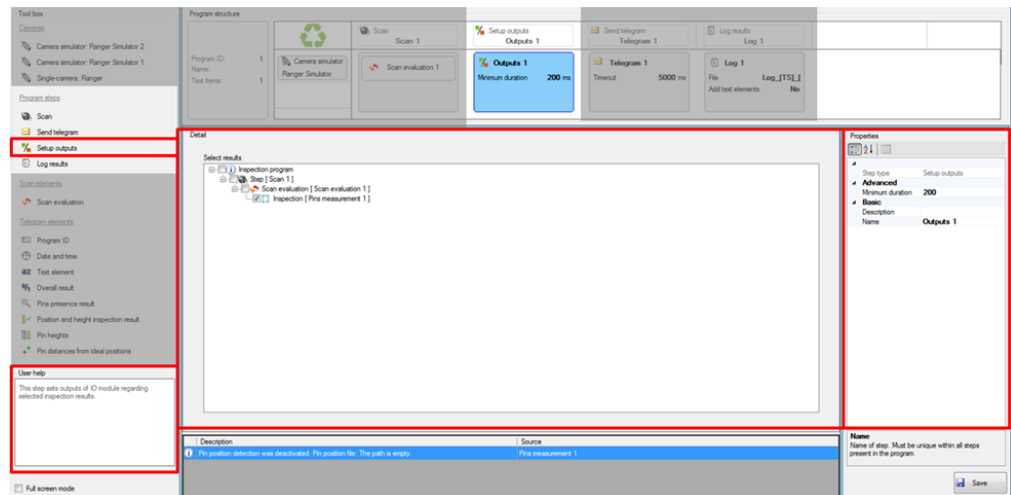 Tool box
Cameras
Camera simulator: Ranger Simulator 2
Camera simulator: Ranger Simulator 1
Single-camera: Ranger
Program steps
Scan
Send telegram
Setup outputs
Log results
Scan elements
Scan evaluation
Telegram elements
Program ID
Date and time
Text element
Overall result
Pins presence result
Position and height inspection result
Pin heights
Pin distances from ideal positions
User help
This step sets outputs of IO module regarding
selected inspection results.
Full screen mode
Program structure
Program ID: 1
Name:
Text items: 1
Camera simulator
Ranger Simulator
Scan
Scan 1
Scan evaluation 1
Setup outputs
Outputs 1
Outputs 1
Minimum duration 200 ms
Send telegram
Telegram 1
Telegram 1
Timeout 5000 ms
Log results
Log 1
Log 1
File Log_[TS]_[
Add text elements No
Detail
Select results
Inspection program
Step [ Scan 1 ]
Scan evaluation [ Scan evaluation 1 ]
Inspection [ Pins measurement 1 ]
Properties
Step type Setup outputs
Advanced
Minimum duration 200
Basic
Description
Name Outputs 1
Description Source
Pin position detection was deactivated. Pin position file: The path is empty. Pins measurement 1
Name
Name of step. Must be unique within all steps
present in the program.
Save